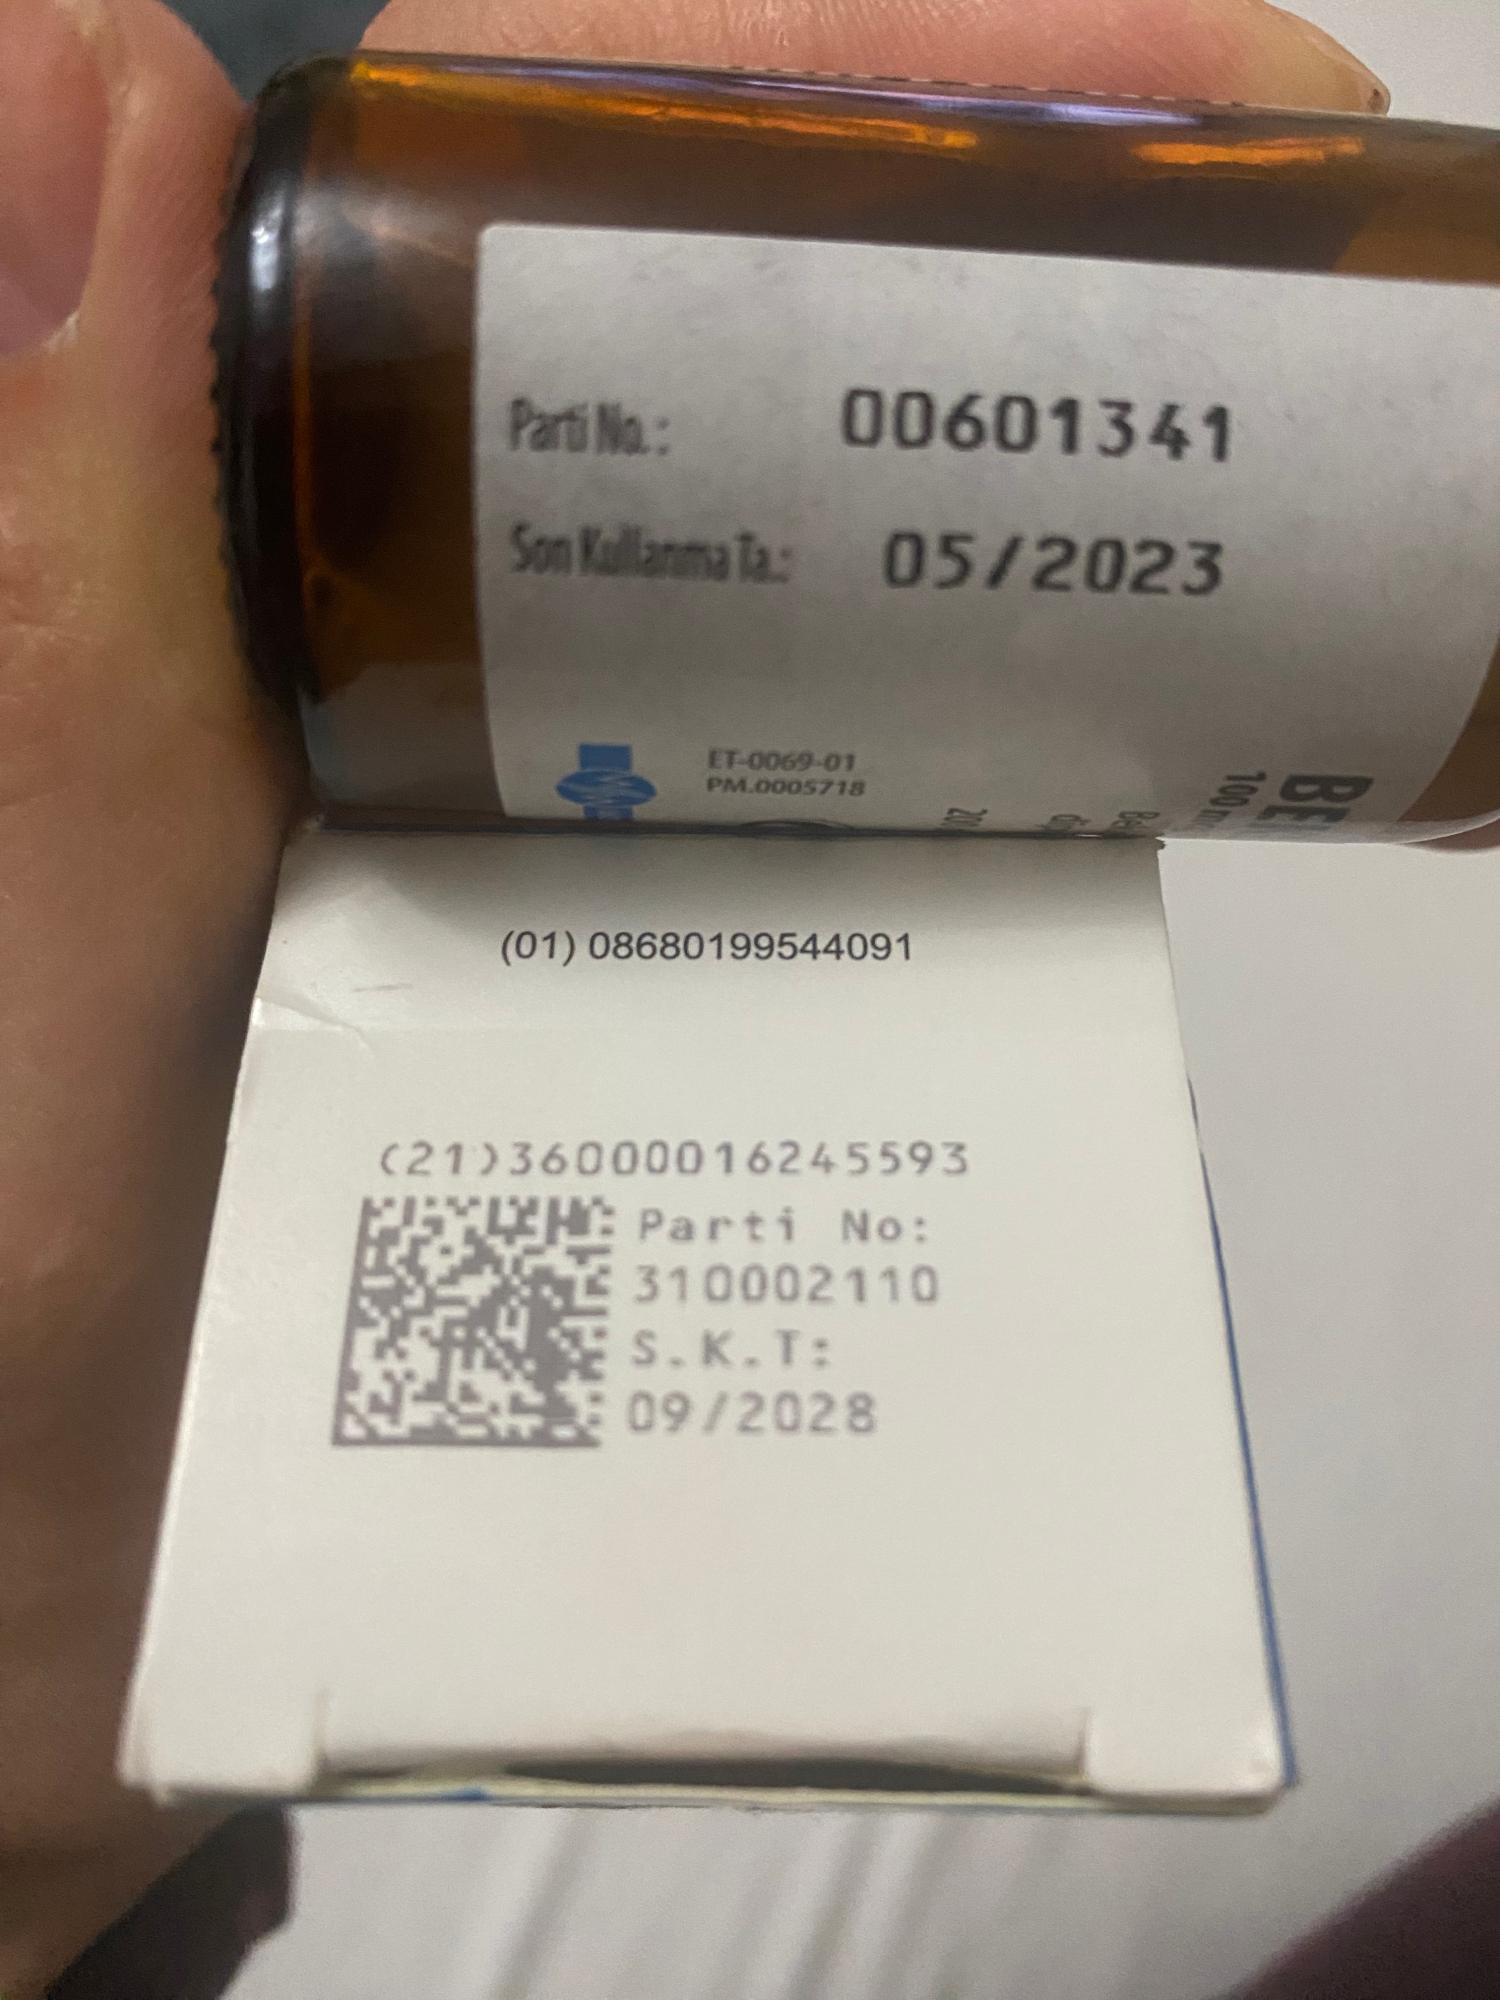 Parti No.: 00601341
Son Kullanma Ta.: 05/2023
ET-0069-01
PM.0005718
(01) 08680199544091
(21)36000016245593
Parti No:
310002110
S.K.T:
09/2028